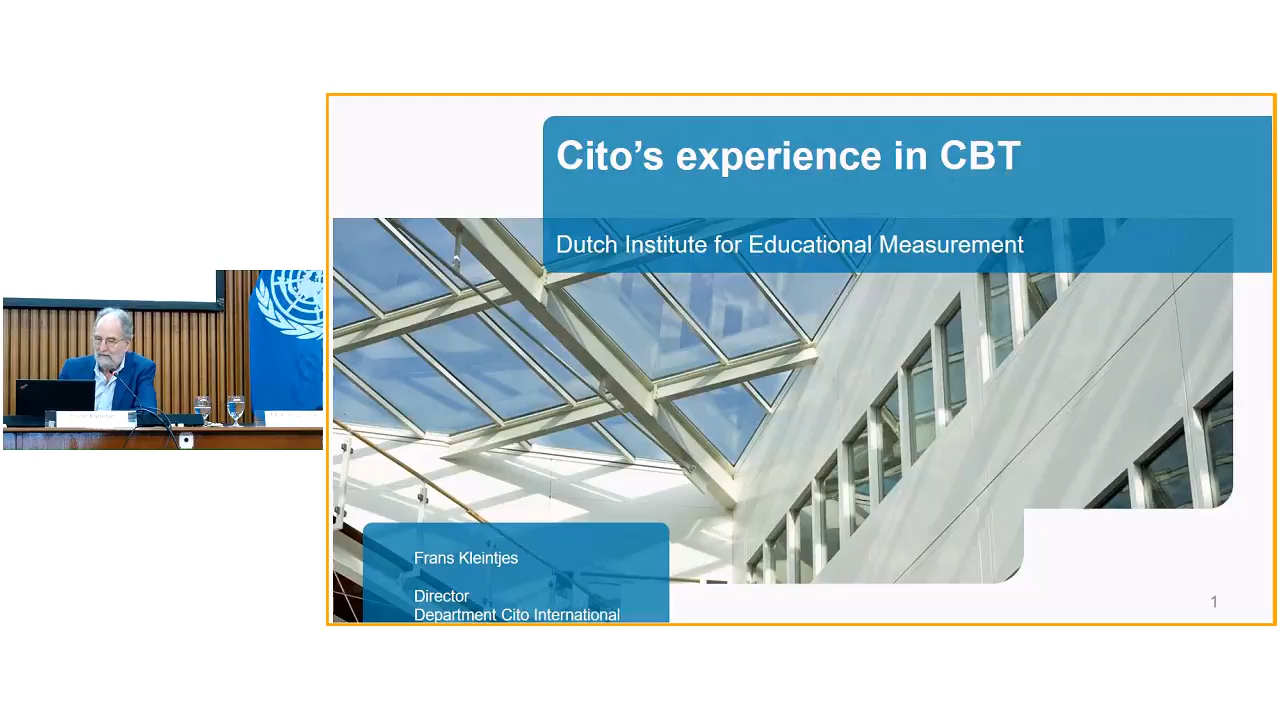 Cito’s experience in CBT
Dutch Institute for Educational Measurement
Frans Kleintjes
Director
Department Cito International
1